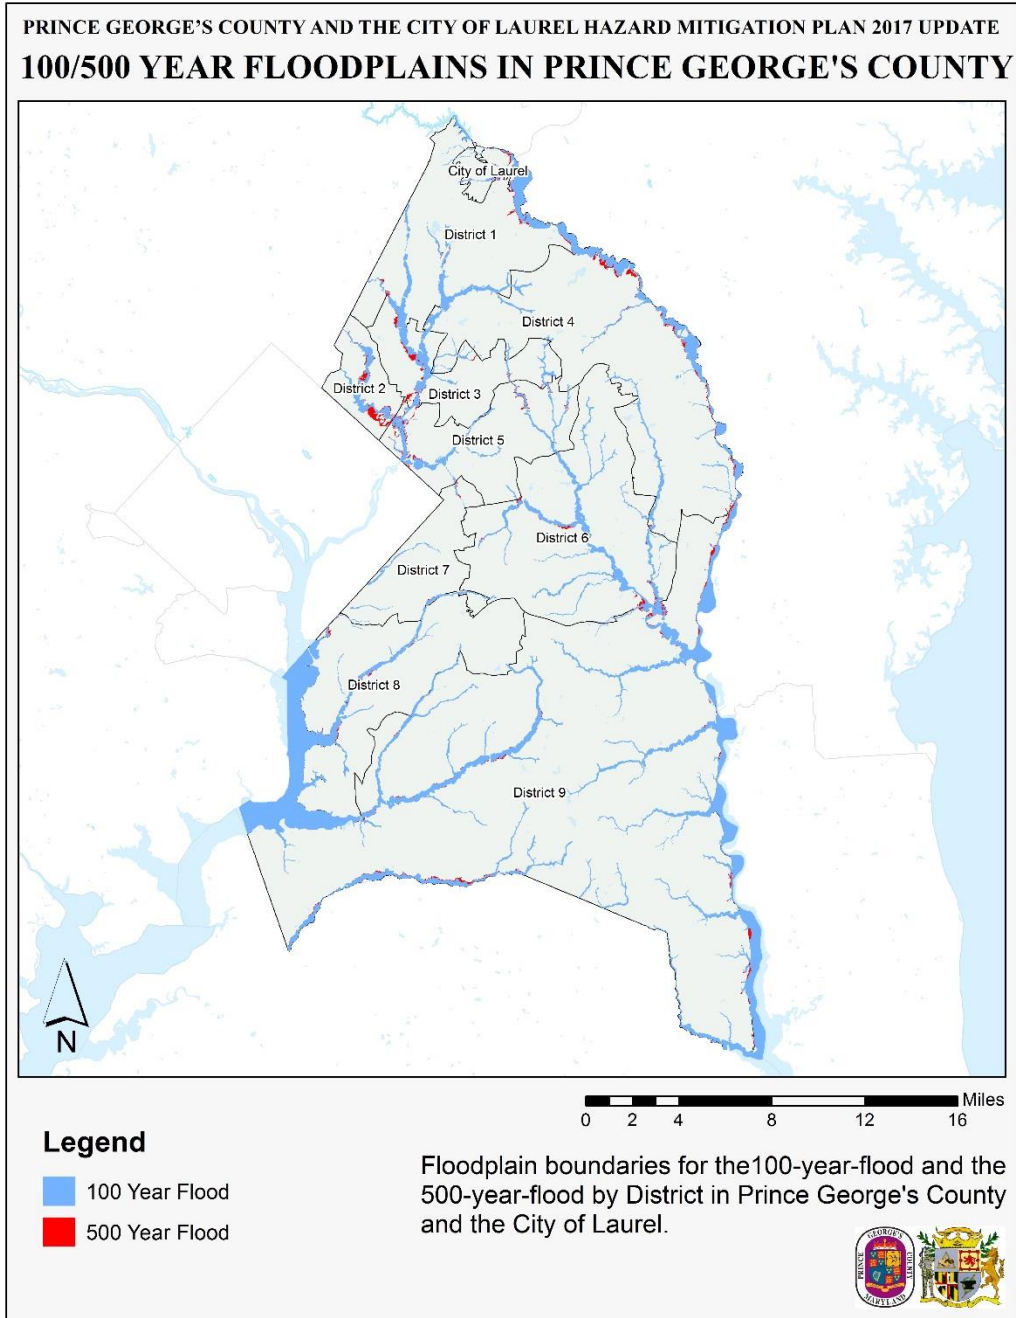 PRINCE GEORGE'S COUNTY AND THE CITY OF LAUREL HAZARD MITIGATION PLAN 2017 UPDATE
100/500 YEAR FLOODPLAINS IN PRINCE GEORGE'S COUNTY
City of Laurel
District 1
District 4
District 2
District 3
District 5
District 6
District 7
District 8
District 9
N
Miles
0 2 4 8 12 16
Legend
100 Year Flood
500 Year Flood
Floodplain boundaries for the100-year-flood and the
500-year-flood by District in Prince George's County
and the City of Laurel.
PRINCE GEORGE'S COUNTY
MARYLAND